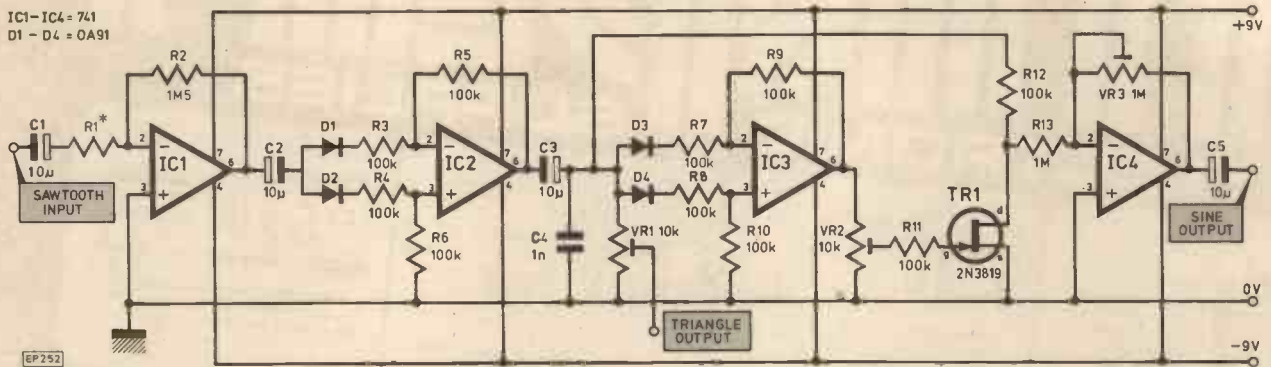 IC1-IC4 = 741
D1 - D4 = OA91
+9V
R2
1M5
C1
10µ
R1*
2
3
IC1
7
6
4
SAWTOOTH
INPUT
C2
10µ
D1
D2
R3
100k
R4
100k
R5
100k
2
3
IC2
7
6
4
R6
100k
C3
10µ
C4
1n
D3
D4
R7
100k
R8
100k
VR1 10k
R9
100k
2
3
IC3
7
6
4
R10
100k
TRIANGLE
OUTPUT
VR2
10k
R11
100k
TR1
g
d
s
2N3819
R12
100k
R13
1M
VR3 1M
2
3
IC4
7
6
4
C5
10µ
SINE
OUTPUT
0V
-9V
EP252